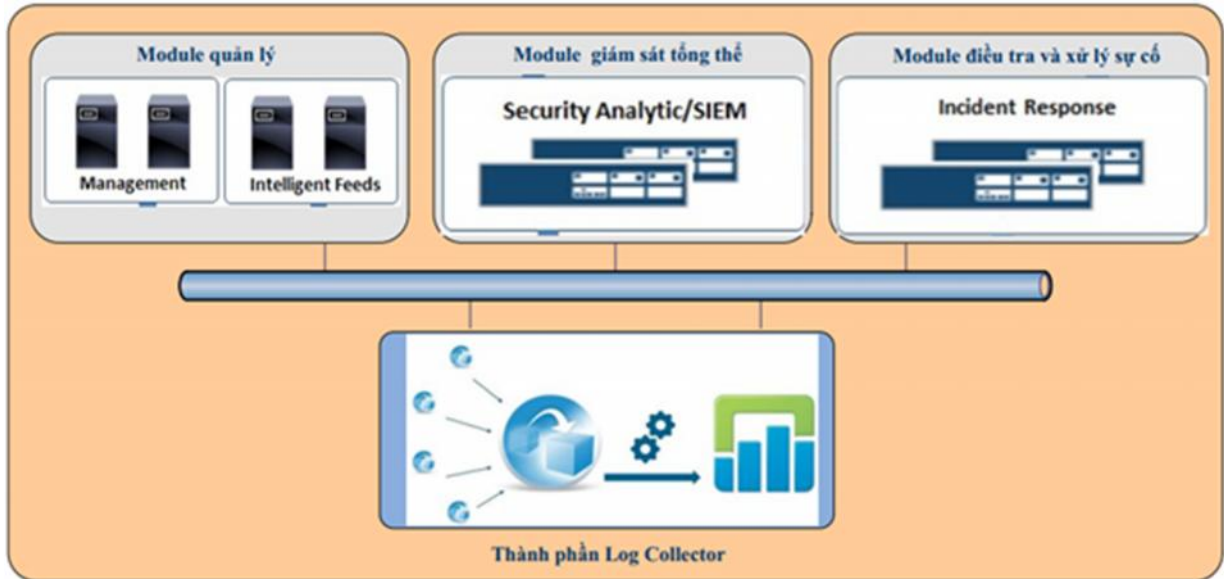 Module quản lý
Management
Intelligent Feeds
Module giám sát tổng thể
Security Analytic/SIEM
Module điều tra và xử lý sự cố
Incident Response
Thành phần Log Collector